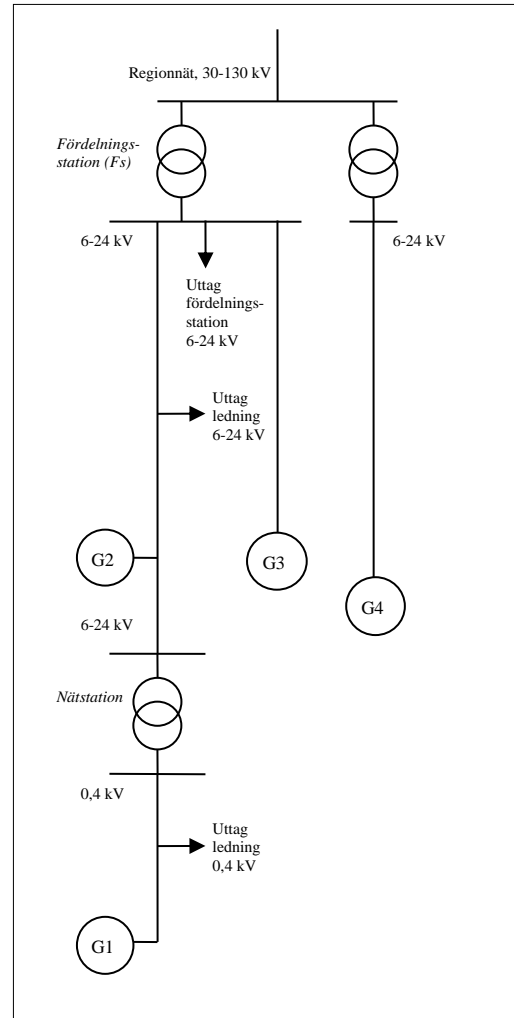 Regionnät, 30-130 kV
Fördelnings-
station (Fs)
6-24 kV
6-24 kV
Uttag
fördelnings-
station
6-24 kV
Uttag
ledning
6-24 kV
G2
G3
G4
6-24 kV
Nätstation
0,4 kV
Uttag
ledning
0,4 kV
G1